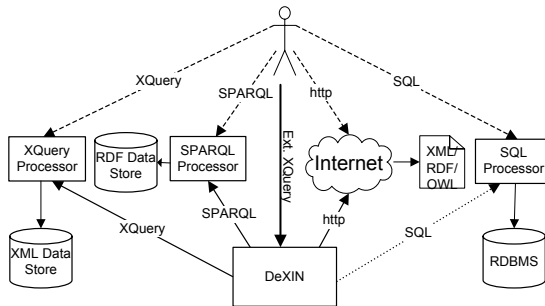 XQuery
SPARQL
http
SQL
XQuery
Processor
RDF Data
Store
SPARQL
Processor
Ext. XQuery
Internet
XML/
RDF/
OWL
SQL
Processor
XML Data
Store
XQuery
SPARQL
http
SQL
DeXIN
RDBMS